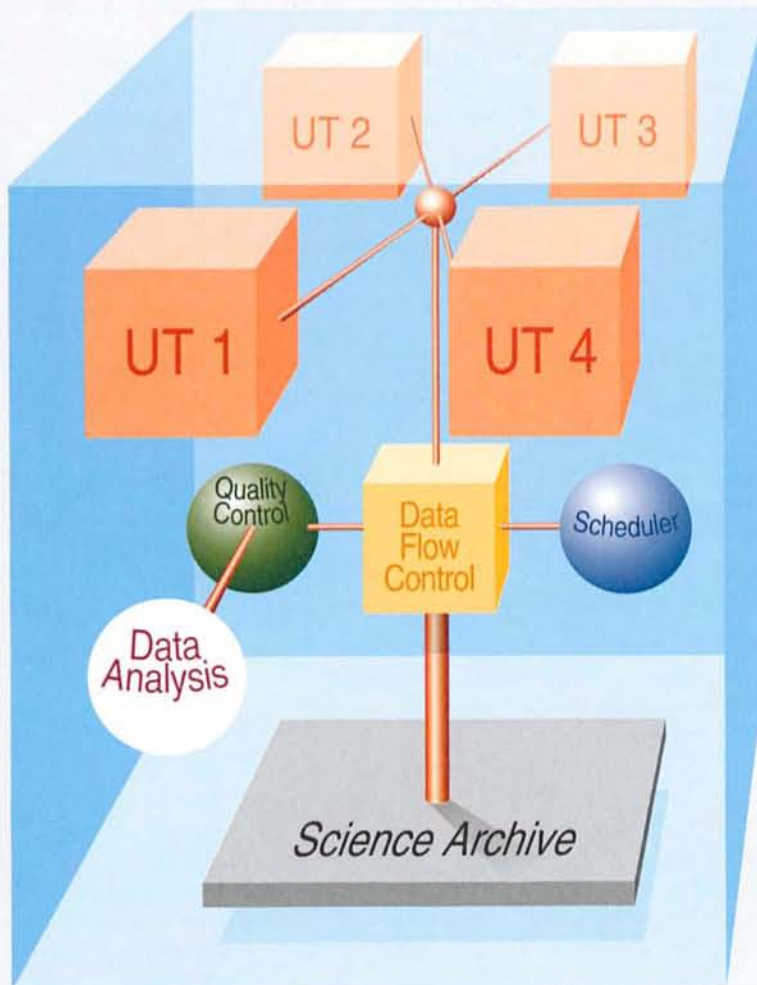 UT 2
UT 3
UT 1
UT 4
Quality
Control
Data
Flow
Control
Scheduler
Data
Analysis
Science Archive